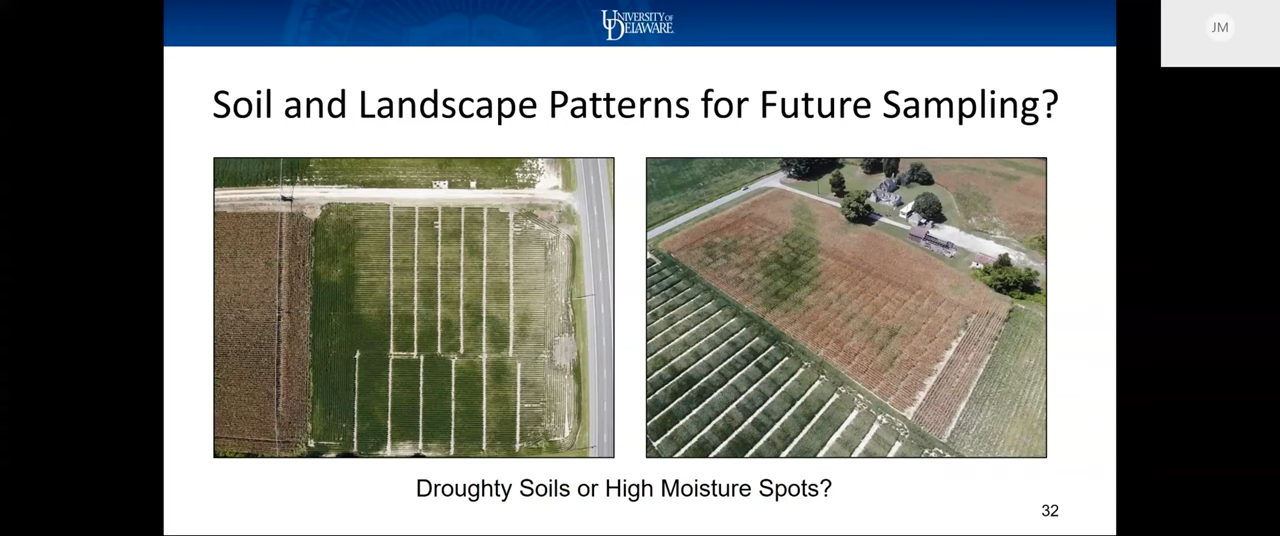 UNIVERSITY OF
DELAWARE
JM
Soil and Landscape Patterns for Future Sampling?
Droughty Soils or High Moisture Spots?
32